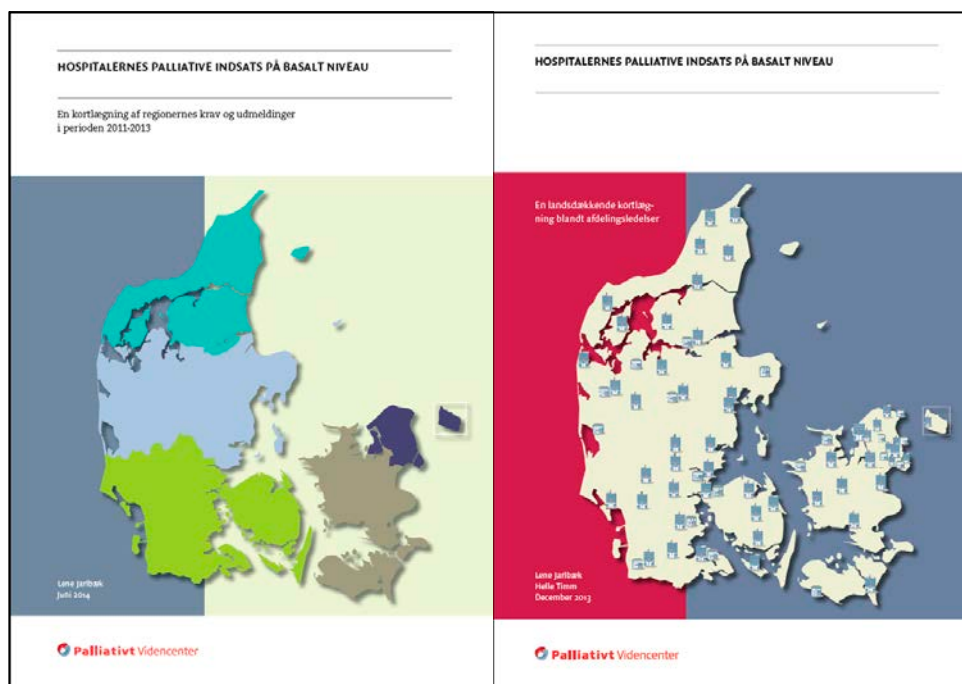 HOSPITALERNES PALLIATIVE INDSATS PÅ BASALT NIVEAU
En kortlægning af regionernes krav og udmeldinger
i perioden 2011-2013
Lene Jarlbæk
Juni 2014
Palliativt Videncenter
HOSPITALERNES PALLIATIVE INDSATS PÅ BASALT NIVEAU
En landsdækkende kortlæg-
ning blandt afdelingsledelser
Lene Jarlbæk
Helle Timm
December 2013
Palliativt Videncenter